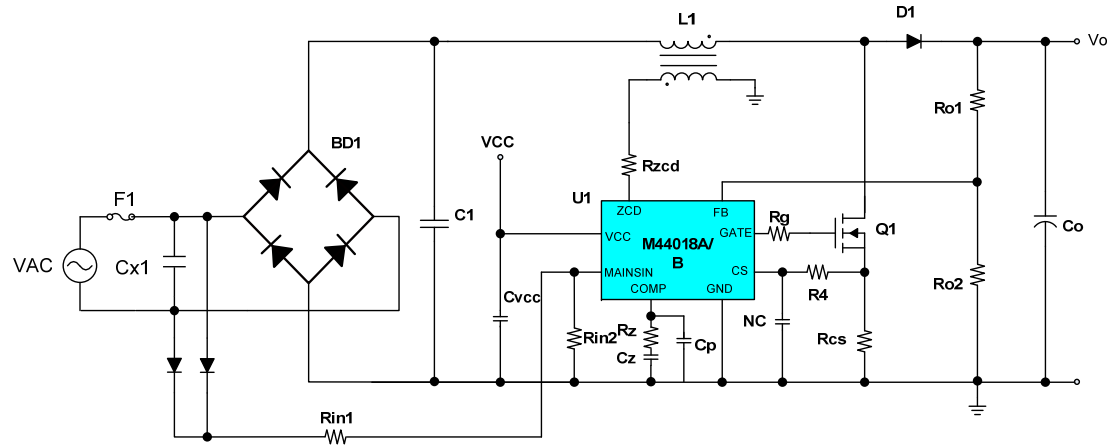 L1
D1
Vo
Ro1
BD1
VCC
Rzcd
U1
F1
C1
ZCD
FB
Rg
VCC
GATE
Q1
Co
M44018A/
B
VAC
Cx1
MAINSIN
CS
R4
COMP
GND
Ro2
Cvcc
Rin2
Rz
Cz
Cp
NC
Rcs
Rin1